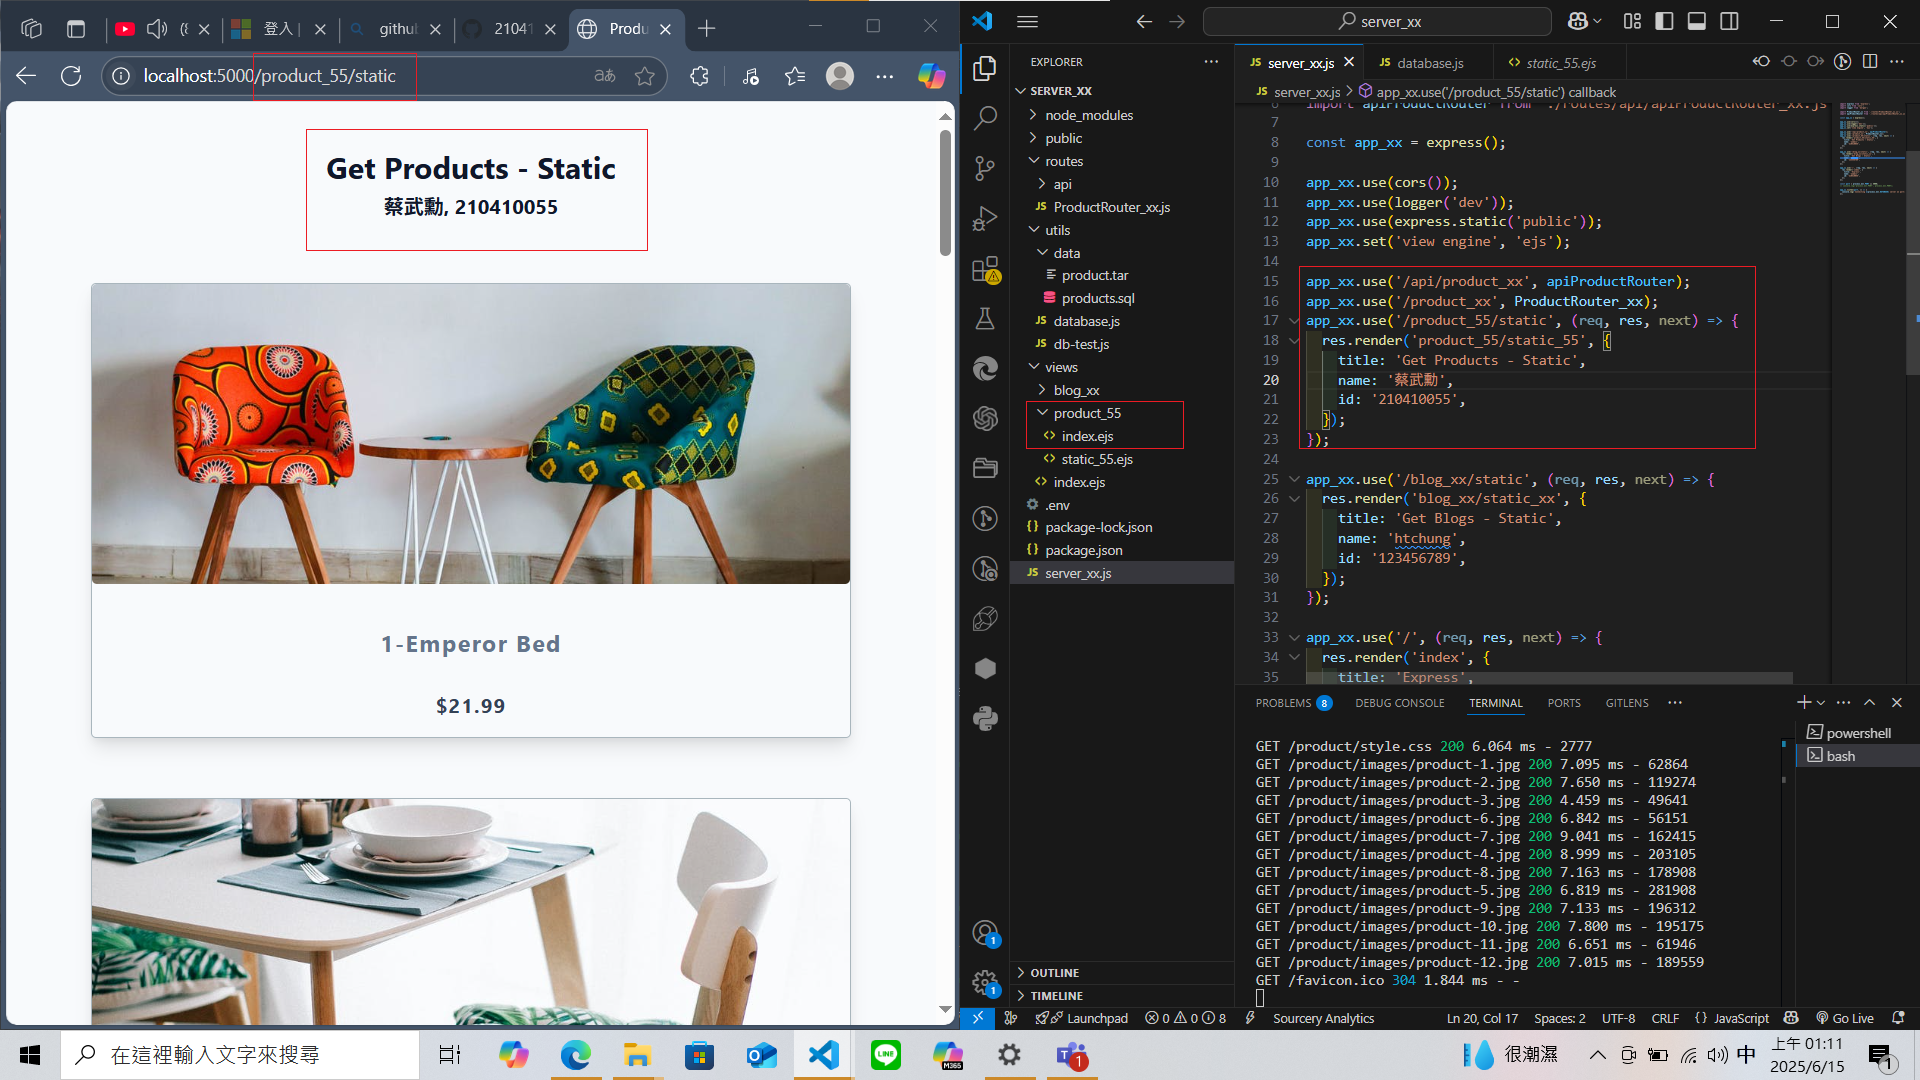 githu
21041
Produ
登入 |
localhost:5000/product_55/static
Get Products - Static
蔡武勳, 210410055
1-Emperor Bed
$21.99
server_xx
EXPLORER
SERVER_XX
node_modules
public
routes
api
JS ProductRouter_xx.js
utils
data
product.tar
products.sql
JS database.js
JS db-test.js
views
blog_xx
product_55
index.ejs
static_55.ejs
index.ejs
.env
package-lock.json
package.json
JS server_xx.js
OUTLINE
TIMELINE
JS server_xx.js
JS database.js
static_55.ejs
JS server_xx.js > app_xx.use('/product_55/static') callback
6 import apiProductRouter from './routes/api/apiProductRouter_xx.js
7
8 const app_xx = express();
9
10 app_xx.use(cors());
11 app_xx.use(logger('dev'));
12 app_xx.use(express.static('public'));
13 app_xx.set('view engine', 'ejs');
14
15 app_xx.use('/api/product_xx', apiProductRouter);
16 app_xx.use('/product_xx', ProductRouter_xx);
17 app_xx.use('/product_55/static', (req, res, next) => {
18 res.render('product_55/static_55', {
19 title: 'Get Products - Static',
20 name: '蔡武勳',
21 id: '210410055',
22 });
23 });
24
25 app_xx.use('/blog_xx/static', (req, res, next) => {
26 res.render('blog_xx/static_xx', {
27 title: 'Get Blogs - Static',
28 name: 'htchung',
29 id: '123456789',
30 });
31 });
32
33 app_xx.use('/', (req, res, next) => {
34 res.render('index', {
35 title: 'Express',
PROBLEMS 8 DEBUG CONSOLE TERMINAL PORTS GITLENS
powershell
bash
GET /product/style.css 200 6.064 ms - 2777
GET /product/images/product-1.jpg 200 7.095 ms - 62864
GET /product/images/product-2.jpg 200 7.650 ms - 119274
GET /product/images/product-3.jpg 200 4.459 ms - 49641
GET /product/images/product-6.jpg 200 6.842 ms - 56151
GET /product/images/product-7.jpg 200 9.041 ms - 162415
GET /product/images/product-4.jpg 200 8.999 ms - 203105
GET /product/images/product-8.jpg 200 7.163 ms - 178908
GET /product/images/product-5.jpg 200 6.819 ms - 281908
GET /product/images/product-9.jpg 200 7.133 ms - 196312
GET /product/images/product-10.jpg 200 7.800 ms - 195175
GET /product/images/product-11.jpg 200 6.651 ms - 61946
GET /product/images/product-12.jpg 200 7.015 ms - 189559
GET /favicon.ico 304 1.844 ms - -
Launchpad 0 0 8 Sourcery Analytics Ln 20, Col 17 Spaces: 2 UTF-8 CRLF {} JavaScript Go Live
在這裡輸入文字來搜尋
很潮濕
中
上午 01:11
2025/6/15